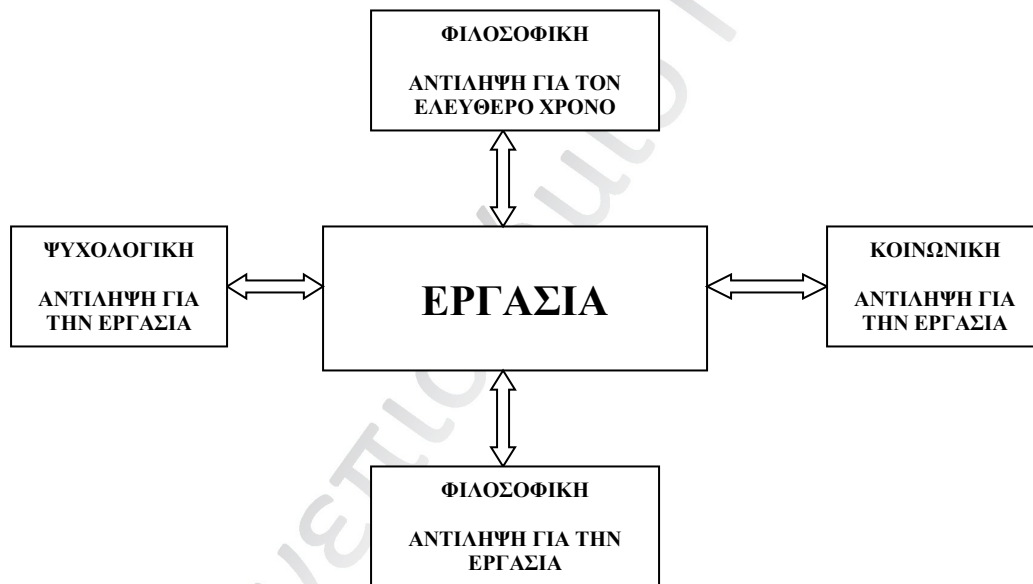 ΦΙΛΟΣΟΦΙΚΗ
ΑΝΤΙΛΗΨΗ ΓΙΑ ΤΟΝ
ΕΛΕΥΘΕΡΟ ΧΡΟΝΟ
ΨΥΧΟΛΟΓΙΚΗ
ΑΝΤΙΛΗΨΗ ΓΙΑ
ΤΗΝ ΕΡΓΑΣΙΑ
ΕΡΓΑΣΙΑ
ΚΟΙΝΩΝΙΚΗ
ΑΝΤΙΛΗΨΗ ΓΙΑ
ΤΗΝ ΕΡΓΑΣΙΑ
ΦΙΛΟΣΟΦΙΚΗ
ΑΝΤΙΛΗΨΗ ΓΙΑ ΤΗΝ
ΕΡΓΑΣΙΑ